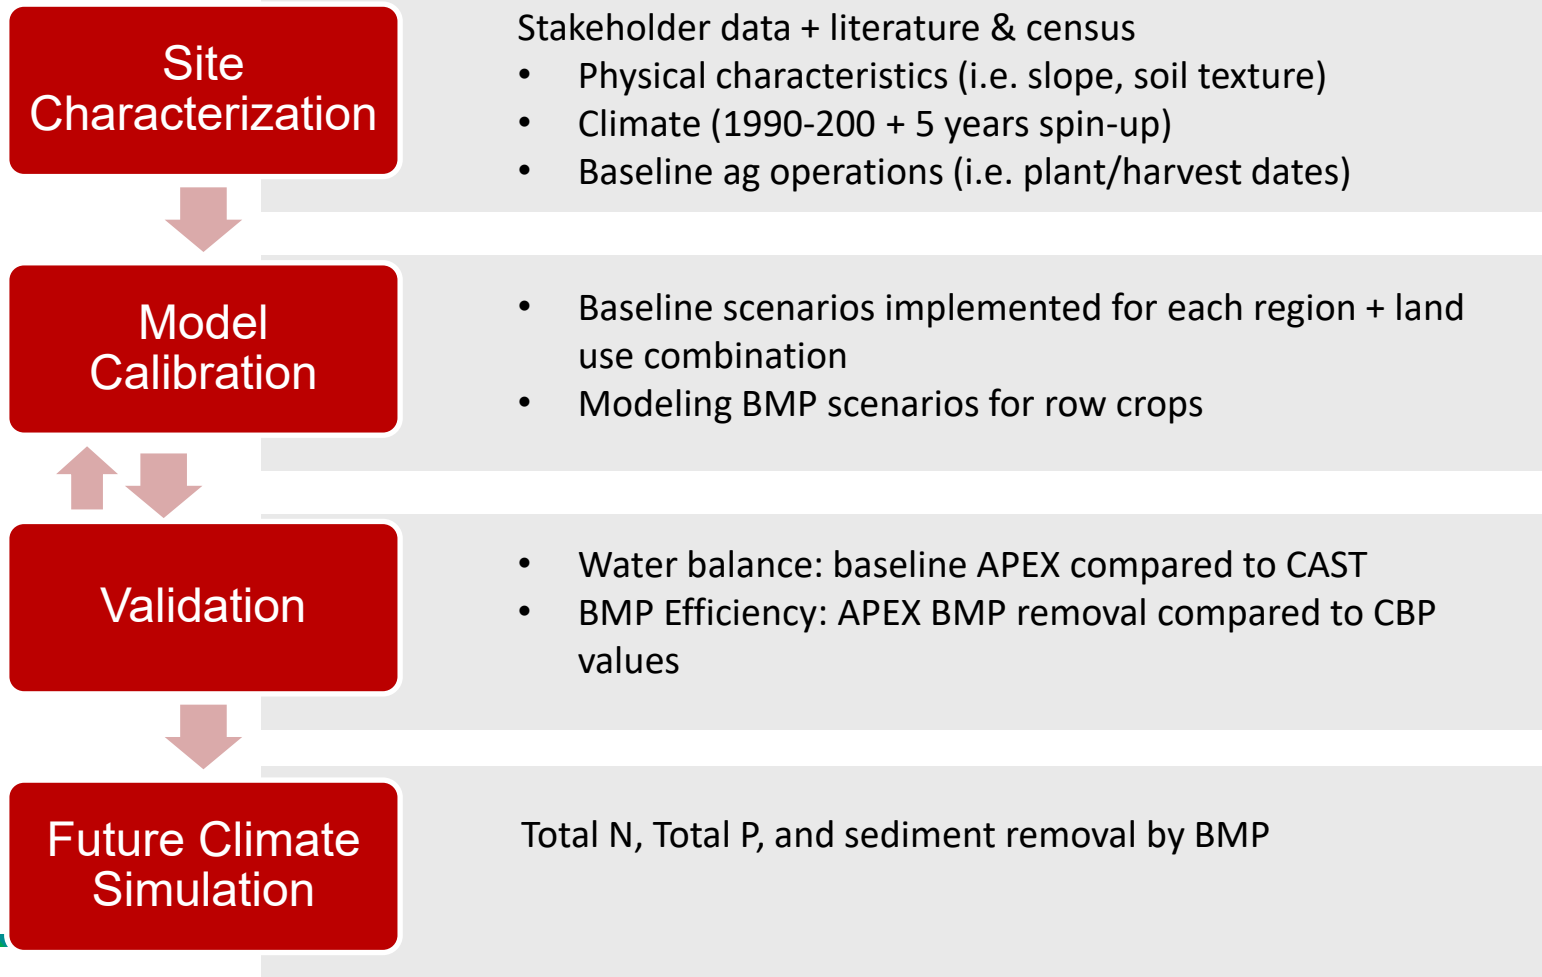 Site
Characterization
Stakeholder data + literature & census
• Physical characteristics (i.e. slope, soil texture)
• Climate (1990-200 + 5 years spin-up)
• Baseline ag operations (i.e. plant/harvest dates)
Model
Calibration
• Baseline scenarios implemented for each region + land
use combination
• Modeling BMP scenarios for row crops
Validation
• Water balance: baseline APEX compared to CAST
• BMP Efficiency: APEX BMP removal compared to CBP
values
Future Climate
Simulation
Total N, Total P, and sediment removal by BMP